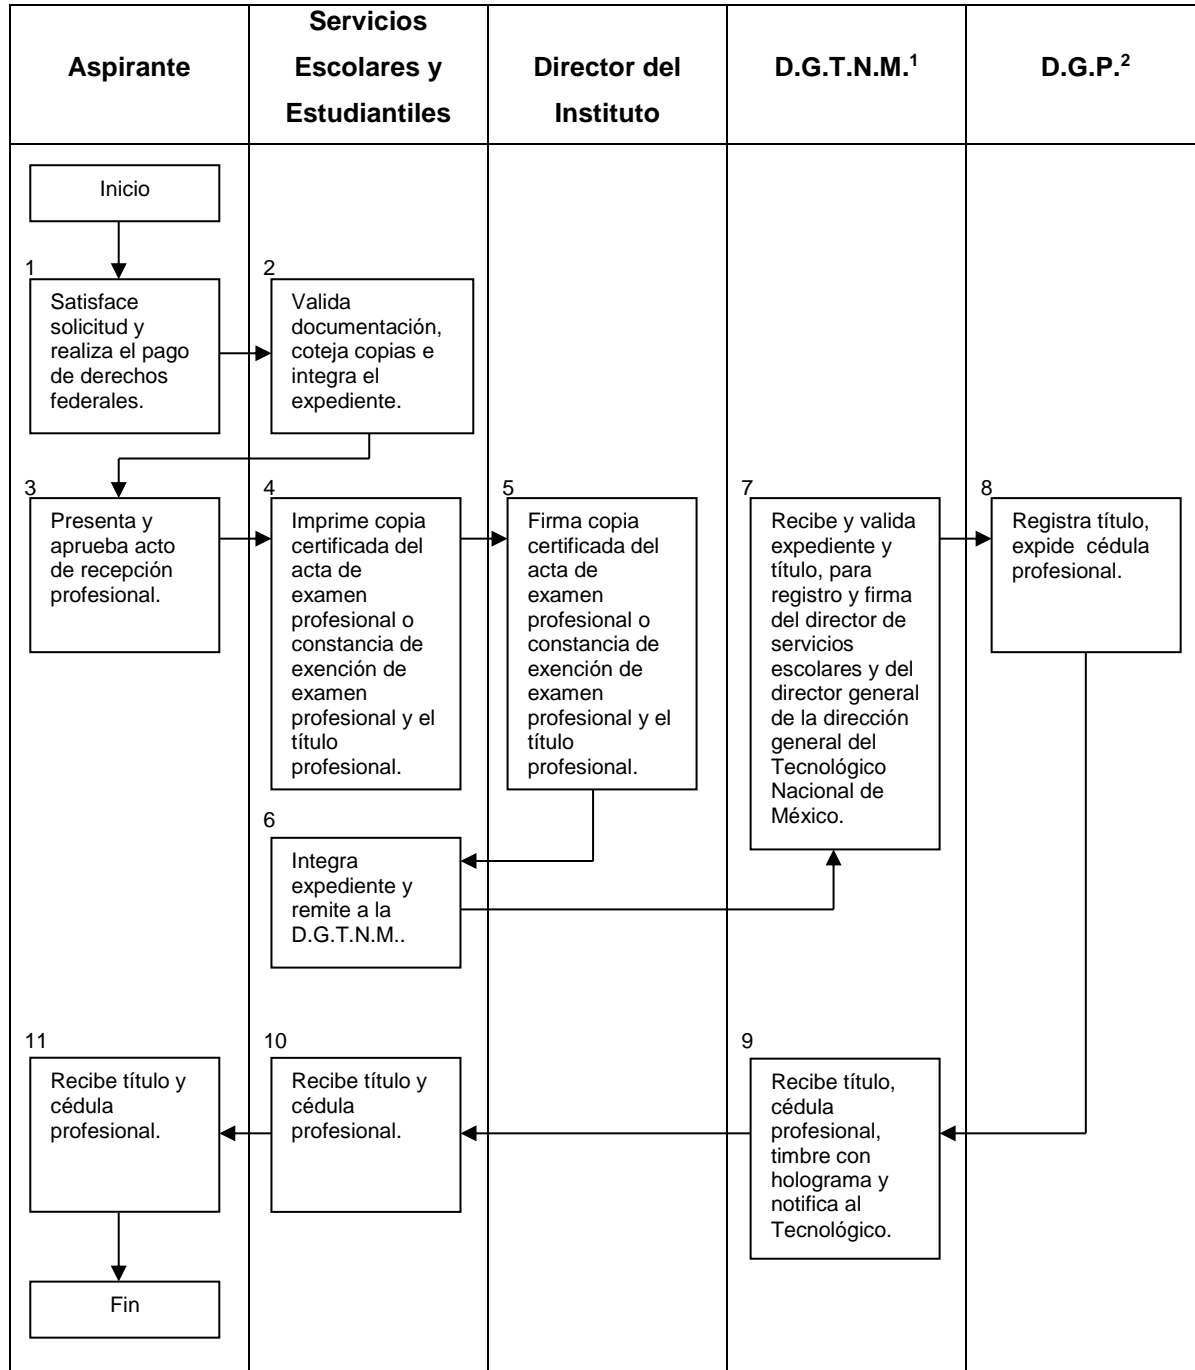 Aspirante
Servicios
Escolares y
Estudiantiles
Director del
Instituto
D.G.T.N.M.¹
D.G.P.²
Inicio
1
Satisface
solicitud y
realiza el pago
de derechos
federales.
2
Valida
documentación,
coteja copias e
integra el
expediente.
3
Presenta y
aprueba acto
de recepción
profesional.
4
Imprime copia
certificada del
acta de
examen
profesional o
constancia de
exención de
examen
profesional y el
título
profesional.
5
Firma copia
certificada del
acta de
examen
profesional o
constancia de
exención de
examen
profesional y el
título
profesional.
6
Integra
expediente y
remite a la
D.G.T.N.M..
7
Recibe y valida
expediente y
título, para
registro y firma
del director de
servicios
escolares y del
director general
de la dirección
general del
Tecnológico
Nacional de
México.
8
Registra título,
expide  cédula
profesional.
9
Recibe título,
cédula
profesional,
timbre con
holograma y
notifica al
Tecnológico.
10
Recibe título y
cédula
profesional.
11
Recibe título y
cédula
profesional.
Fin